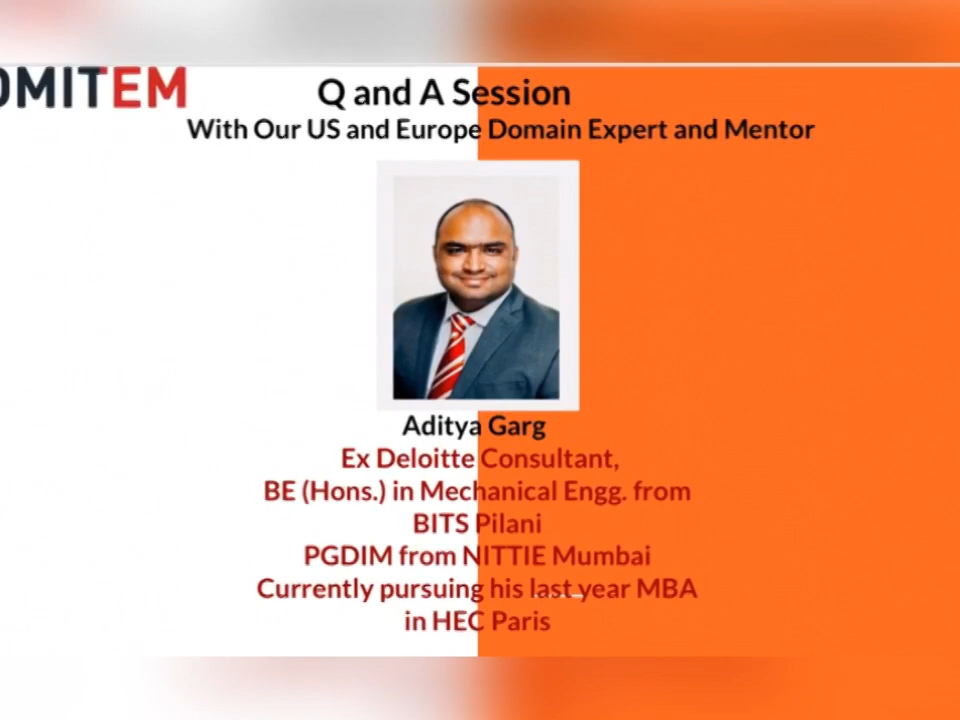 OMITEM
Q and A Session
With Our US and Europe Domain Expert and Mentor
Aditya Garg
Ex Deloitte Consultant,
BE (Hons.) in Mechanical Engg. from
BITS Pilani
PGDIM from NITTIE Mumbai
Currently pursuing his last year MBA
in HEC Paris